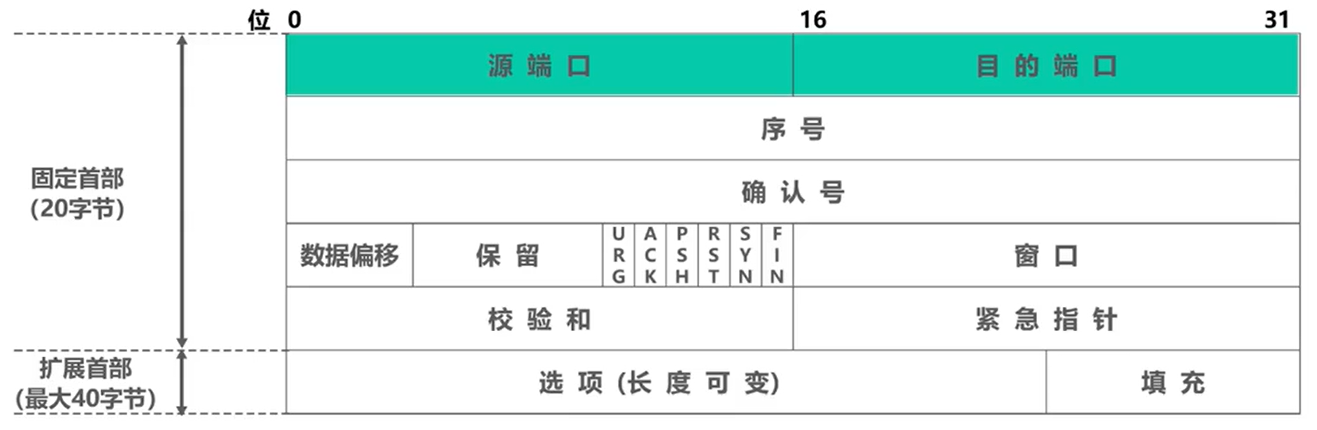 位 0 16 31
源 端 口 目 的 端 口
序 号
确 认 号
固定首部
(20字节)
数据偏移 保 留 URG ACK PSH RST SYN FIN 窗 口
校 验 和 紧 急 指 针
扩展首部
(最大40字节)
选 项 (长 度 可 变) 填 充